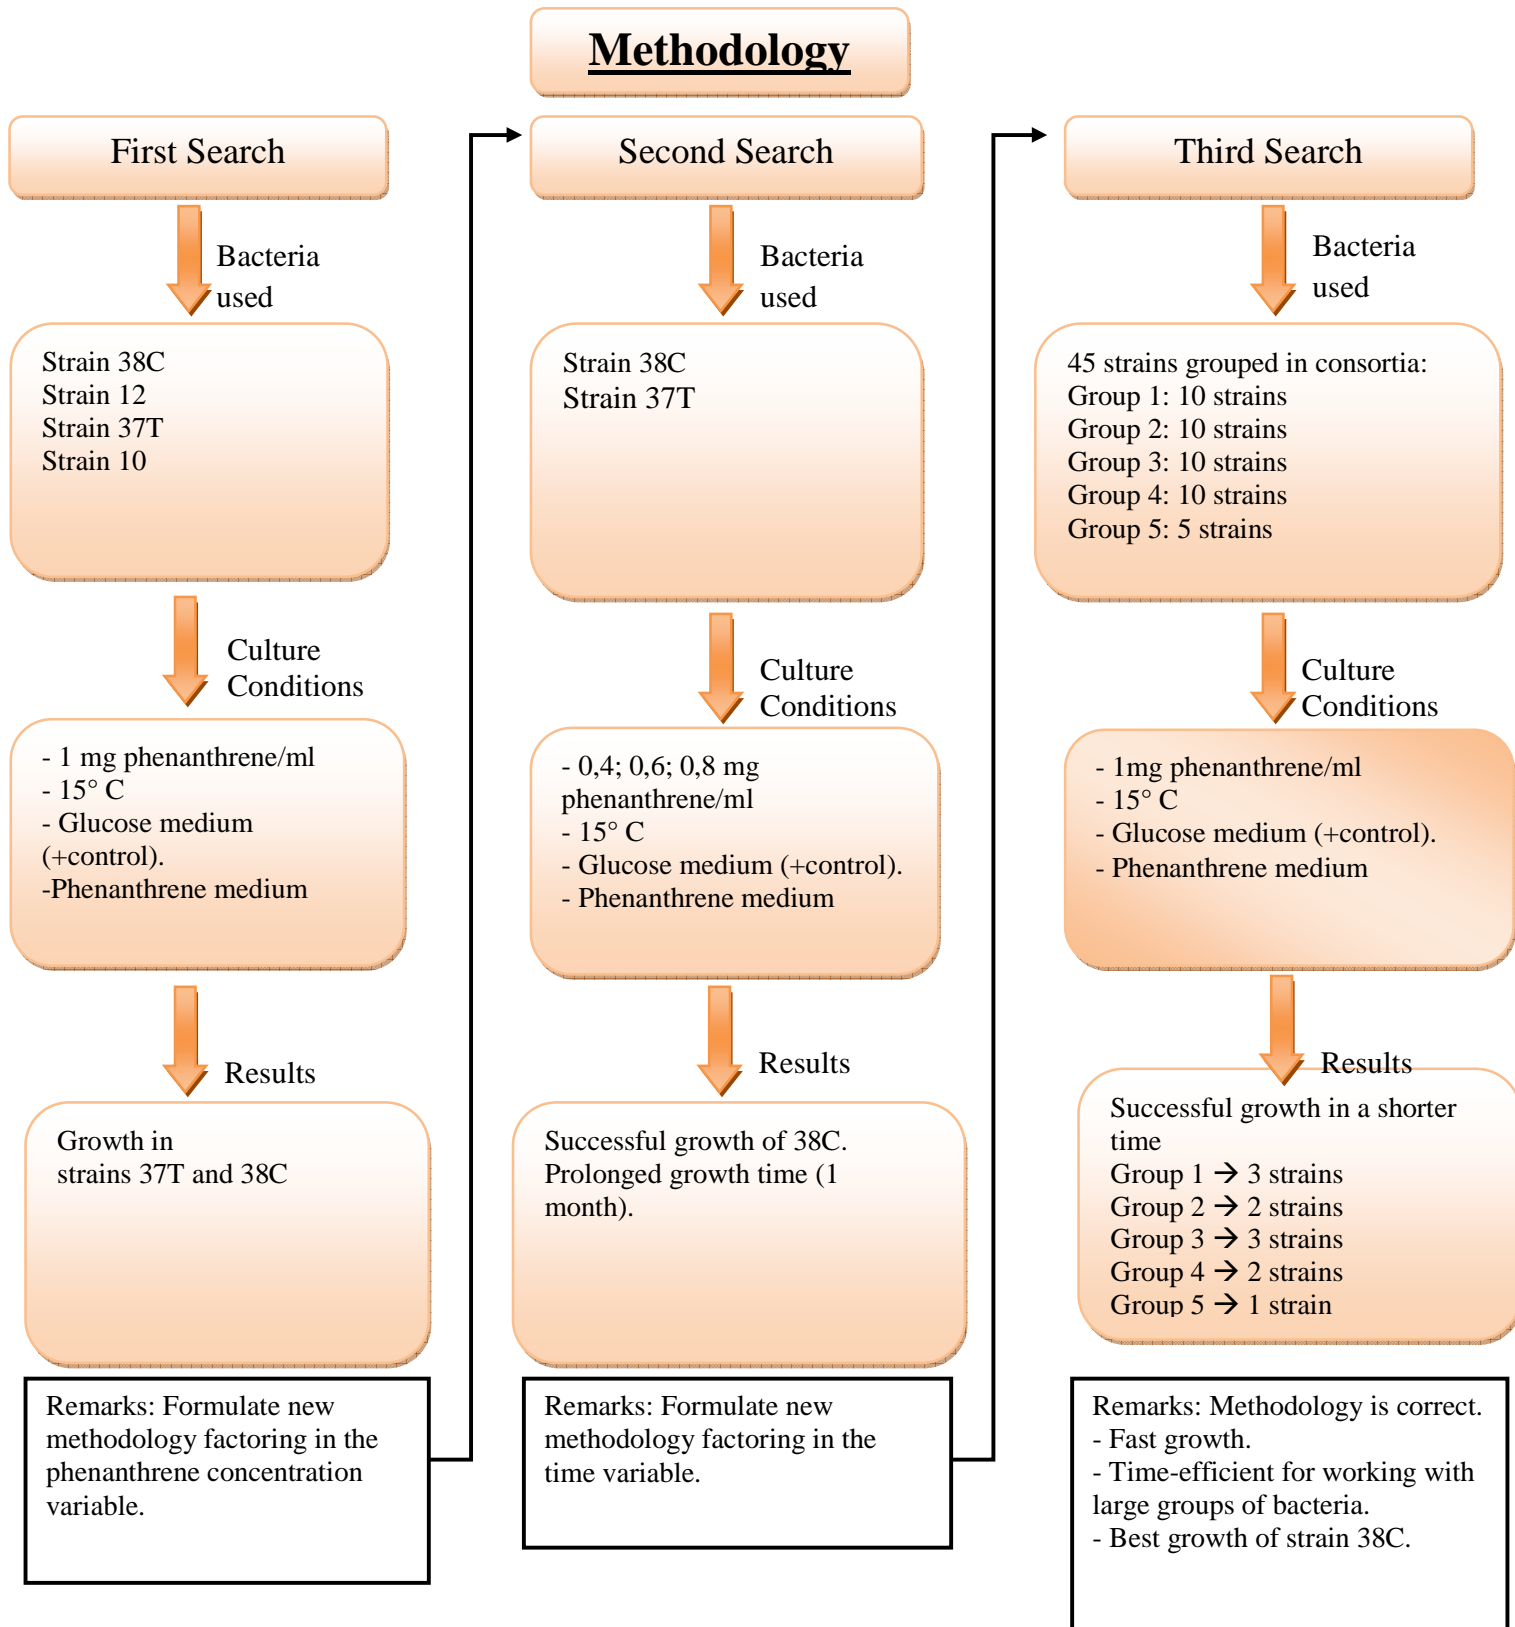 Methodology
First Search
Bacteria
used
Strain 38C
Strain 12
Strain 37T
Strain 10
Culture
Conditions
- 1 mg phenanthrene/ml
- 15° C
- Glucose medium
(+control).
-Phenanthrene medium
Results
Growth in
strains 37T and 38C
Remarks: Formulate new
methodology factoring in the
phenanthrene concentration
variable.
Second Search
Bacteria
used
Strain 38C
Strain 37T
Culture
Conditions
- 0,4; 0,6; 0,8 mg
phenanthrene/ml
- 15° C
- Glucose medium (+control).
- Phenanthrene medium
Results
Successful growth of 38C.
Prolonged growth time (1
month).
Remarks: Formulate new
methodology factoring in the
time variable.
Third Search
Bacteria
used
45 strains grouped in consortia:
Group 1: 10 strains
Group 2: 10 strains
Group 3: 10 strains
Group 4: 10 strains
Group 5: 5 strains
Culture
Conditions
- 1mg phenanthrene/ml
- 15° C
- Glucose medium (+control).
- Phenanthrene medium
Results
Successful growth in a shorter
time
Group 1 → 3 strains
Group 2 → 2 strains
Group 3 → 3 strains
Group 4 → 2 strains
Group 5 → 1 strain
Remarks: Methodology is correct.
- Fast growth.
- Time-efficient for working with
large groups of bacteria.
- Best growth of strain 38C.